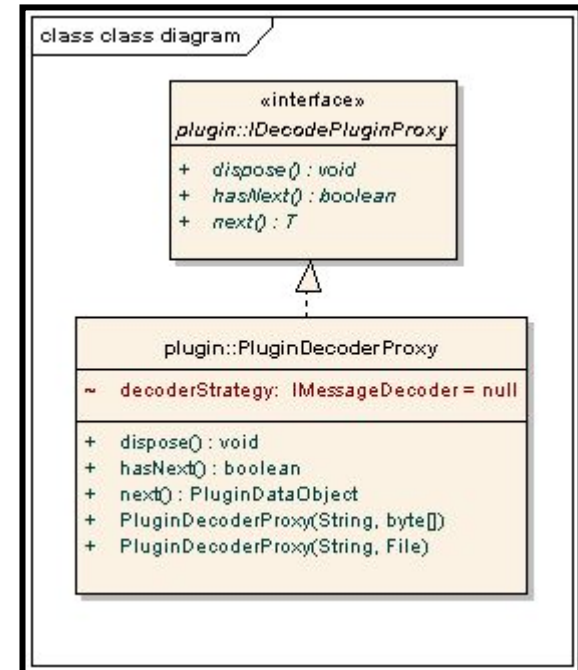 class class diagram
«interface»
plugin::IDecodePluginProxy
+ dispose() : void
+ hasNext() : boolean
+ next() : T
plugin::PluginDecoderProxy
~ decoderStrategy: IMessageDecoder = null
+ dispose() : void
+ hasNext() : boolean
+ next() : PluginDataObject
+ PluginDecoderProxy(String, byte[])
+ PluginDecoderProxy(String, File)